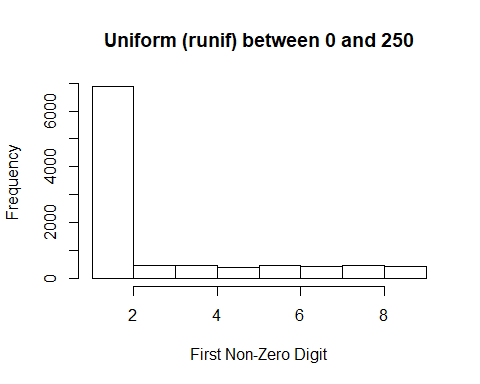 Uniform (runif) between 0 and 250
Frequency
6000
4000
2000
0
2 4 6 8
First Non-Zero Digit